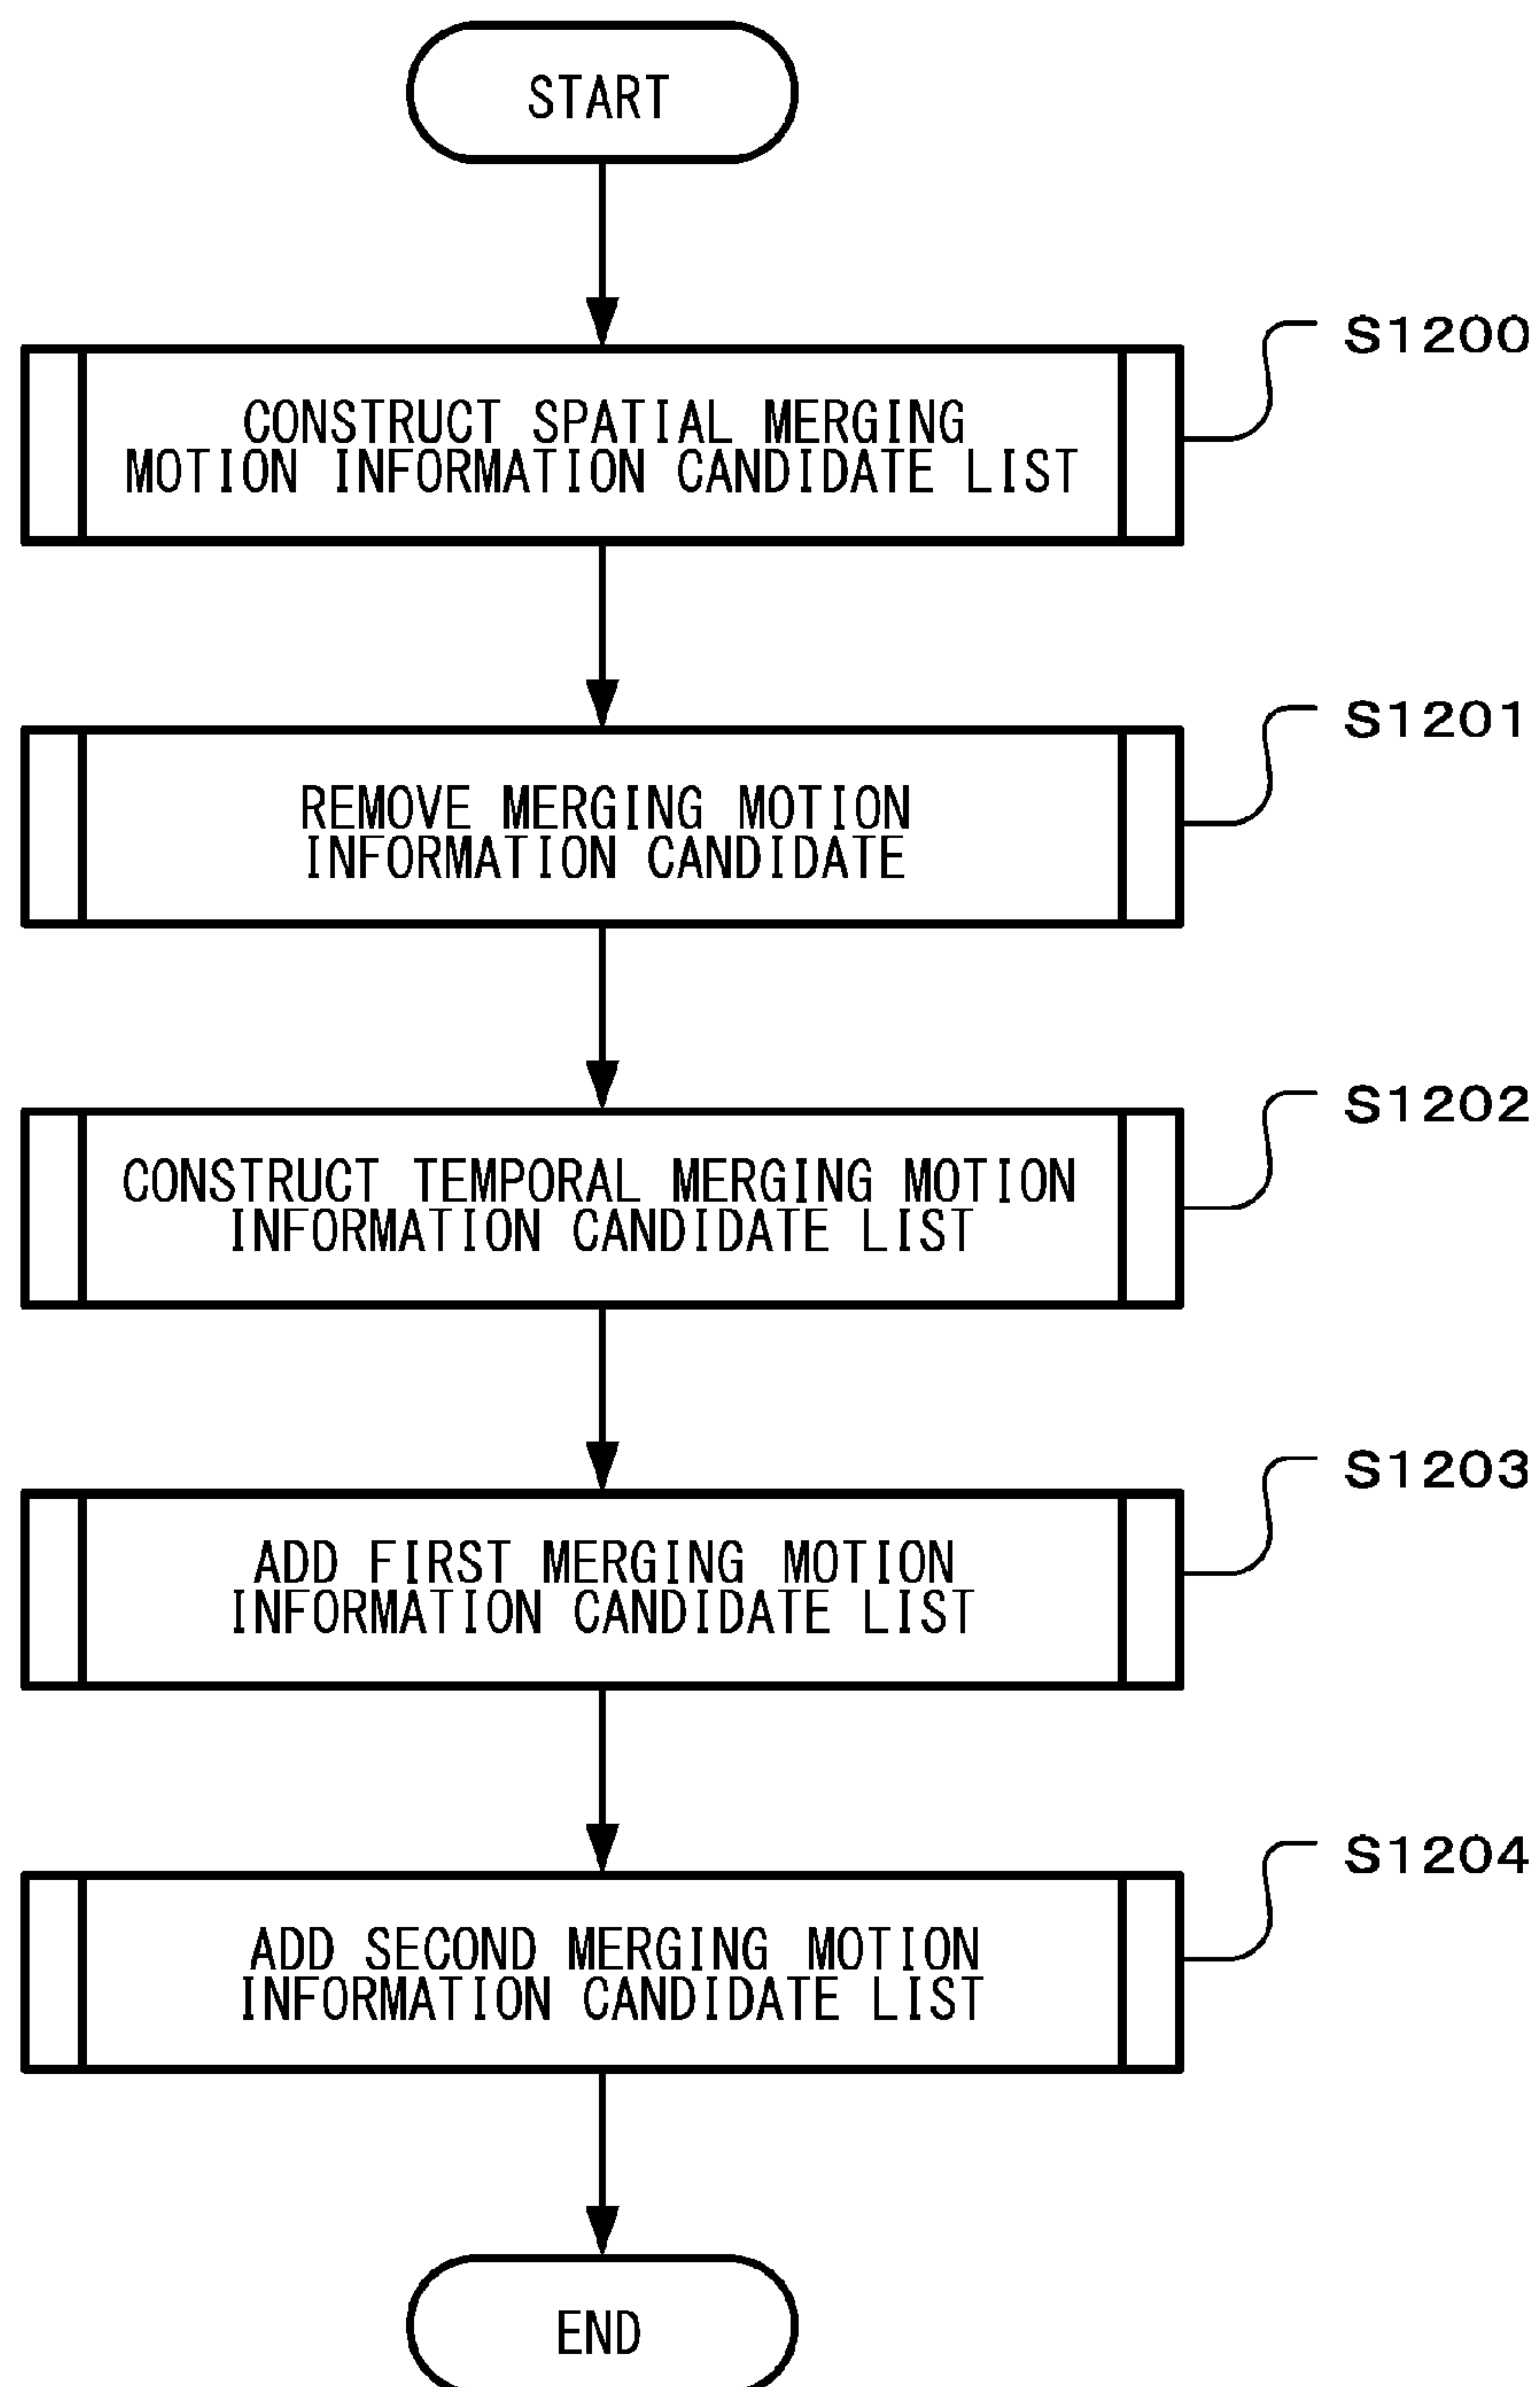 START
S1200
CONSTRUCT SPATIAL MERGING
MOTION INFORMATION CANDIDATE LIST
S1201
REMOVE MERGING MOTION
INFORMATION CANDIDATE
S1202
CONSTRUCT TEMPORAL MERGING MOTION
INFORMATION CANDIDATE LIST
S1203
ADD FIRST MERGING MOTION
INFORMATION CANDIDATE LIST
S1204
ADD SECOND MERGING MOTION
INFORMATION CANDIDATE LIST
END